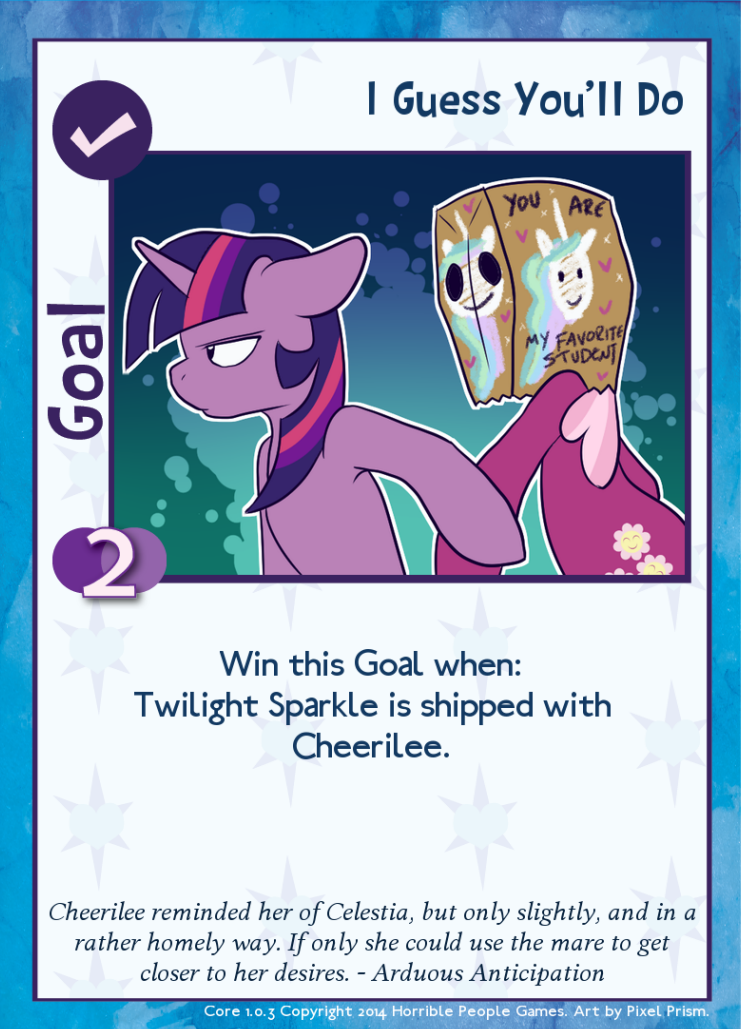 I Guess You'll Do
YOU ARE
MY FAVORITE
STUDENT
Goal
2
Win this Goal when:
Twilight Sparkle is shipped with
Cheerilee.
Cheerilee reminded her of Celestia, but only slightly, and in a
rather homely way. If only she could use the mare to get
closer to her desires. - Arduous Anticipation
Core 1.0.3 Copyright 2014 Horrible People Games. Art by Pixel Prism.